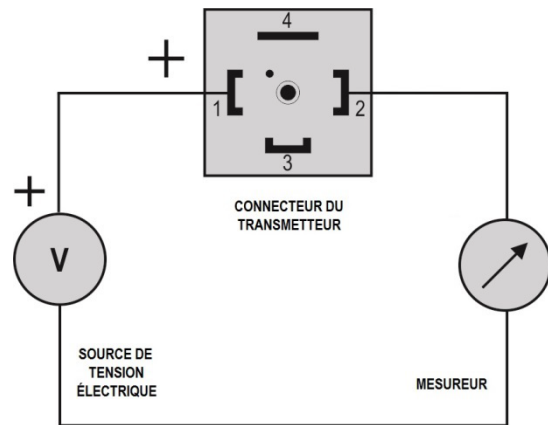 4
+
1
2
3
CONNECTEUR DU
TRANSMETTEUR
+
V
SOURCE DE
TENSION
ÉLECTRIQUE
MESUREUR